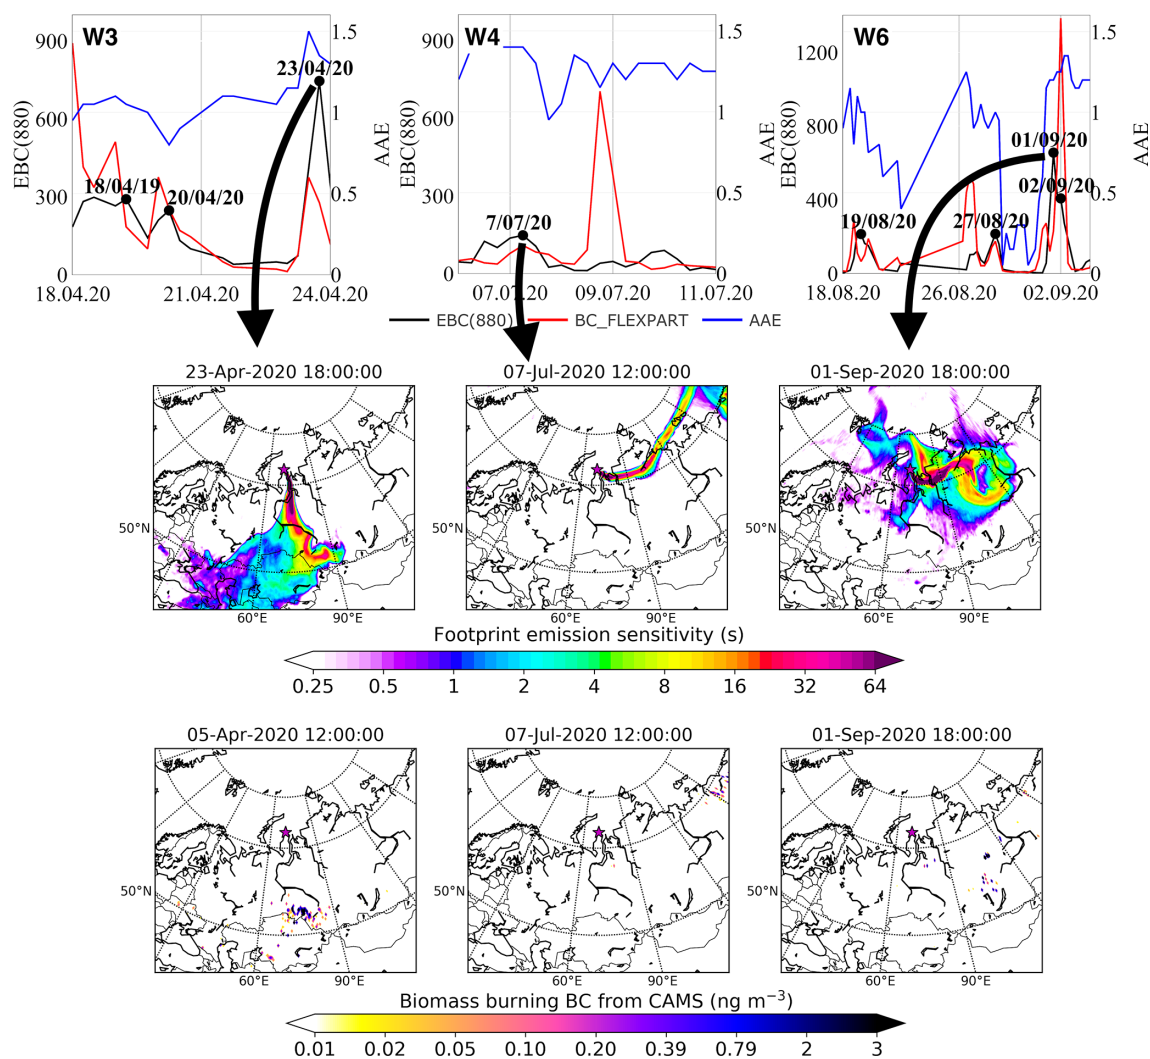 W3
W4
W6
900
600
300
0
EBC(880)
1.5
1
0.5
0
AAE
23/04/20
18/04/19
20/04/20
18.04.20
21.04.20
24.04.20
900
600
300
0
EBC(880)
1.5
1
0.5
0
AAE
7/07/20
07.07.20
09.07.20
11.07.20
1200
800
400
0
EBC(880)
1.5
1
0.5
0
AAE
01/09/20
02/09/20
19/08/20
27/08/20
18.08.20
26.08.20
02.09.20
EBC(880)
BC_FLEXPART
AAE
23-Apr-2020 18:00:00
07-Jul-2020 12:00:00
01-Sep-2020 18:00:00
50°N
50°N
50°N
60°E
90°E
60°E
90°E
60°E
90°E
Footprint emission sensitivity (s)
0.25 0.5 1 2 4 8 16 32 64
05-Apr-2020 12:00:00
07-Jul-2020 12:00:00
01-Sep-2020 18:00:00
50°N
50°N
50°N
60°E
90°E
60°E
90°E
60°E
90°E
Biomass burning BC from CAMS (ng m⁻³)
0.01 0.02 0.05 0.10 0.20 0.39 0.79 2 3